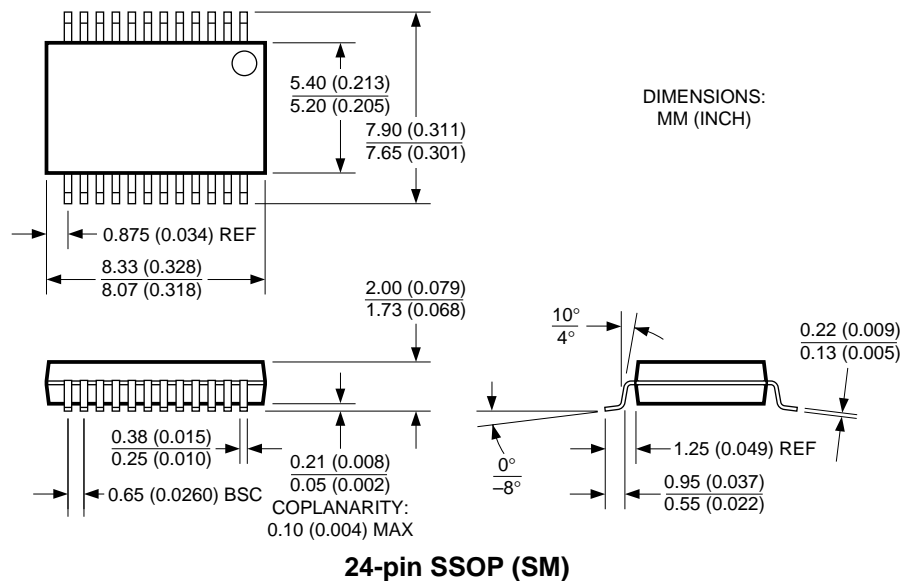 5.40 (0.213)
5.20 (0.205)
DIMENSIONS:
MM (INCH)
7.90 (0.311)
7.65 (0.301)
0.875 (0.034) REF
8.33 (0.328)
8.07 (0.318)
2.00 (0.079)
1.73 (0.068)
10°
4°
0.22 (0.009)
0.13 (0.005)
0.38 (0.015)
0.25 (0.010)
0.21 (0.008)
0.05 (0.002)
1.25 (0.049) REF
0°
–8°
0.65 (0.0260) BSC
0.95 (0.037)
0.55 (0.022)
COPLANARITY:
0.10 (0.004) MAX
24-pin SSOP (SM)